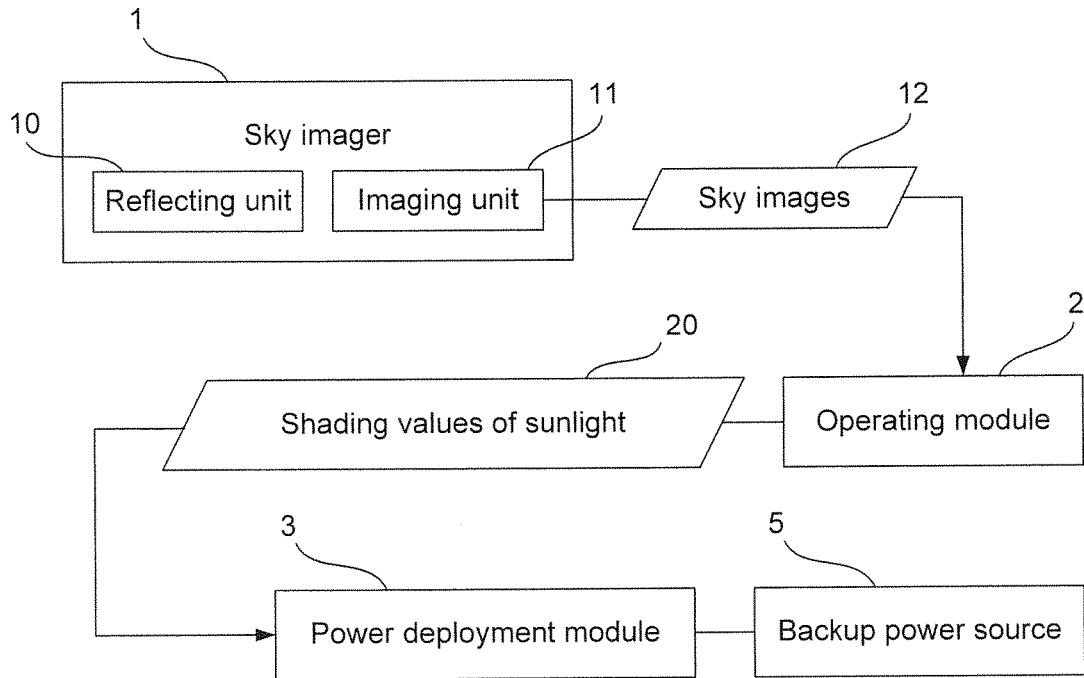 1
11
12
10
Sky imager
Reflecting unit
Imaging unit
Sky images
2
20
Shading values of sunlight
Operating module
3
5
Power deployment module
Backup power source